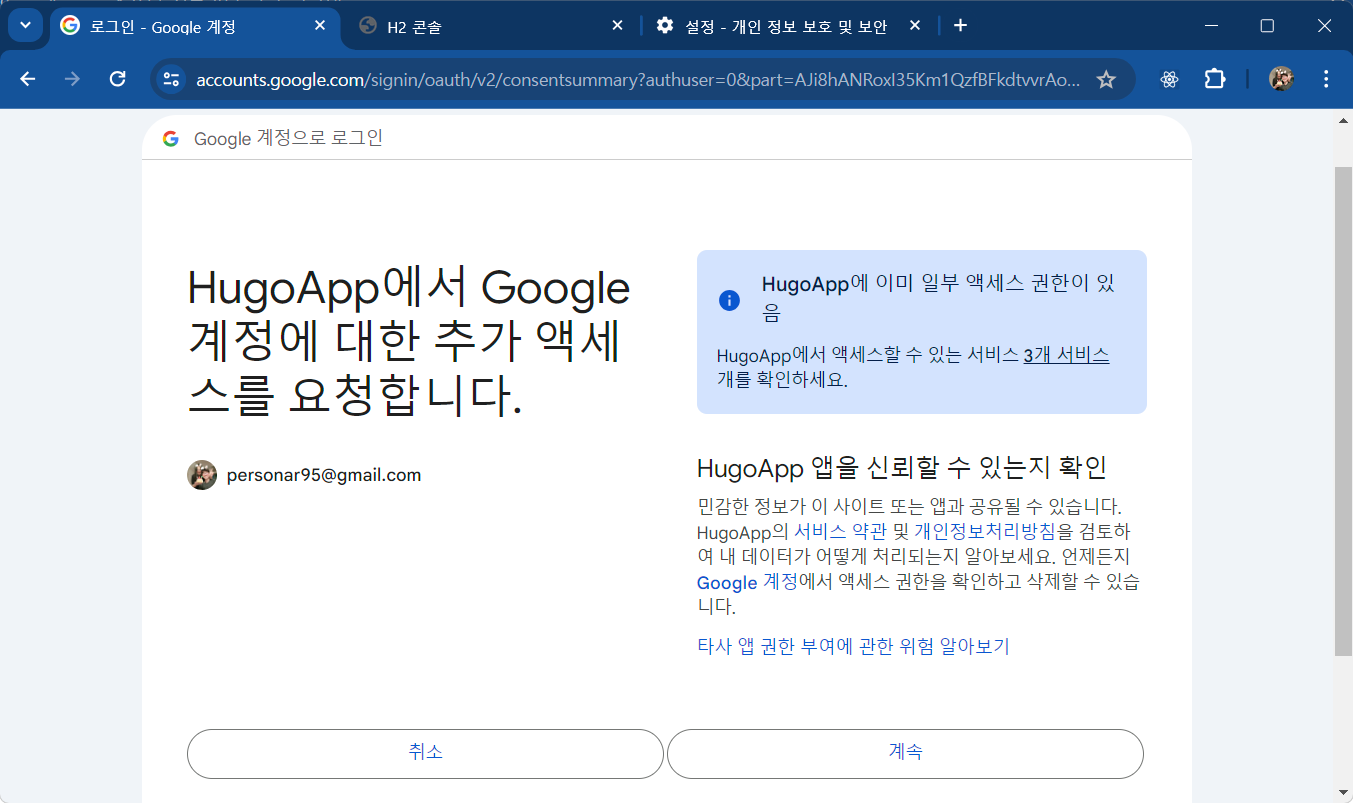 로그인 - Google 계정
H2 콘솔
설정 - 개인 정보 보호 및 보안
accounts.google.com/signin/oauth/v2/consentsummary?authuser=0&part=AJi8hANRoxI35Km1QzfBFkdtvvrAo...
Google 계정으로 로그인
HugoApp에서 Google
계정에 대한 추가 액세
스를 요청합니다.
personar95@gmail.com
HugoApp에 이미 일부 액세스 권한이 있
음
HugoApp에서 액세스할 수 있는 서비스 3개 서비스
개를 확인하세요.
HugoApp 앱을 신뢰할 수 있는지 확인
민감한 정보가 이 사이트 또는 앱과 공유될 수 있습니다.
HugoApp의 서비스 약관 및 개인정보처리방침을 검토하
여 내 데이터가 어떻게 처리되는지 알아보세요. 언제든지
Google 계정에서 액세스 권한을 확인하고 삭제할 수 있습
니다.
타사 앱 권한 부여에 관한 위험 알아보기
취소
계속